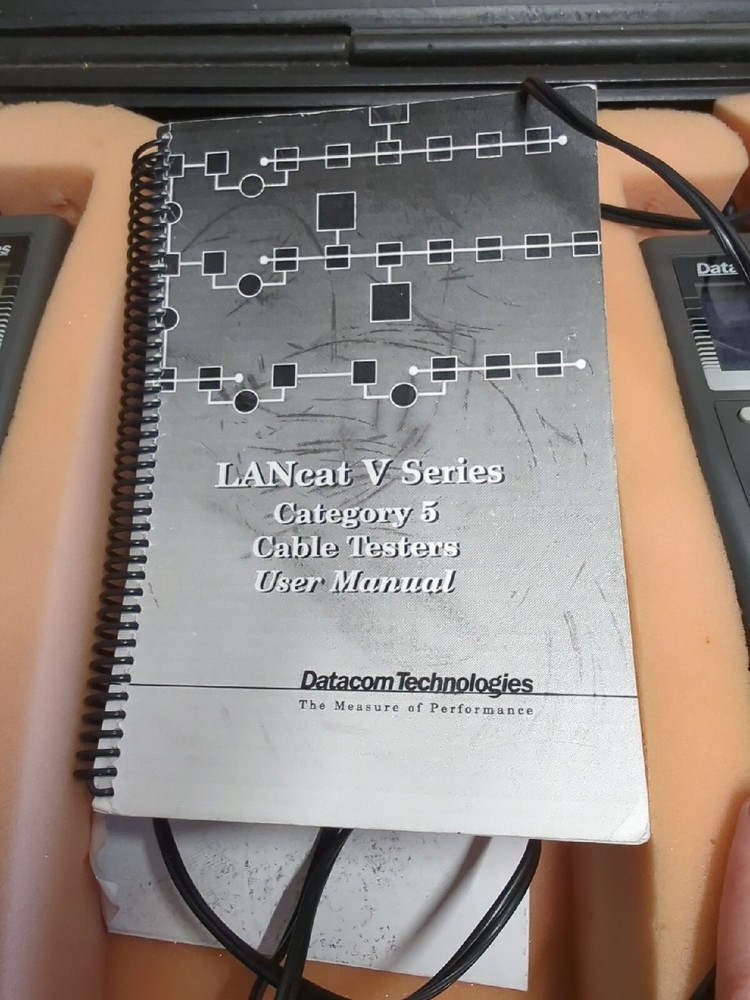 LANcat V Series
Category 5
Cable Testers
User Manual
Datacom Technologies
The Measure of Performance